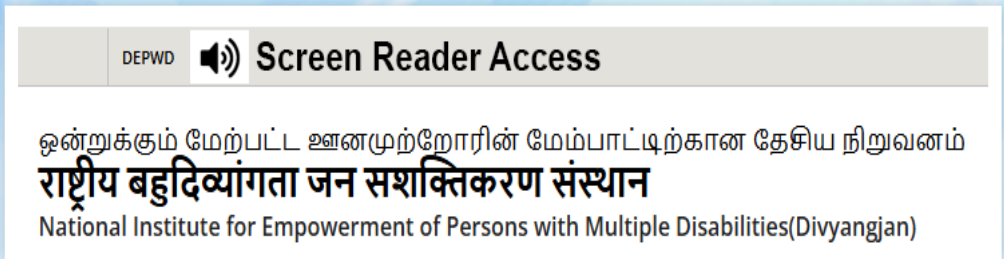 DEPWD Screen Reader Access
ஒன்றுக்கும் மேற்பட்ட ஊனமுற்றோரின் மேம்பாட்டிற்கான தேசிய நிறுவனம்
राष्ट्रीय बहुदिव्यांगता जन सशक्तिकरण संस्थान
National Institute for Empowerment of Persons with Multiple Disabilities(Divyangjan)